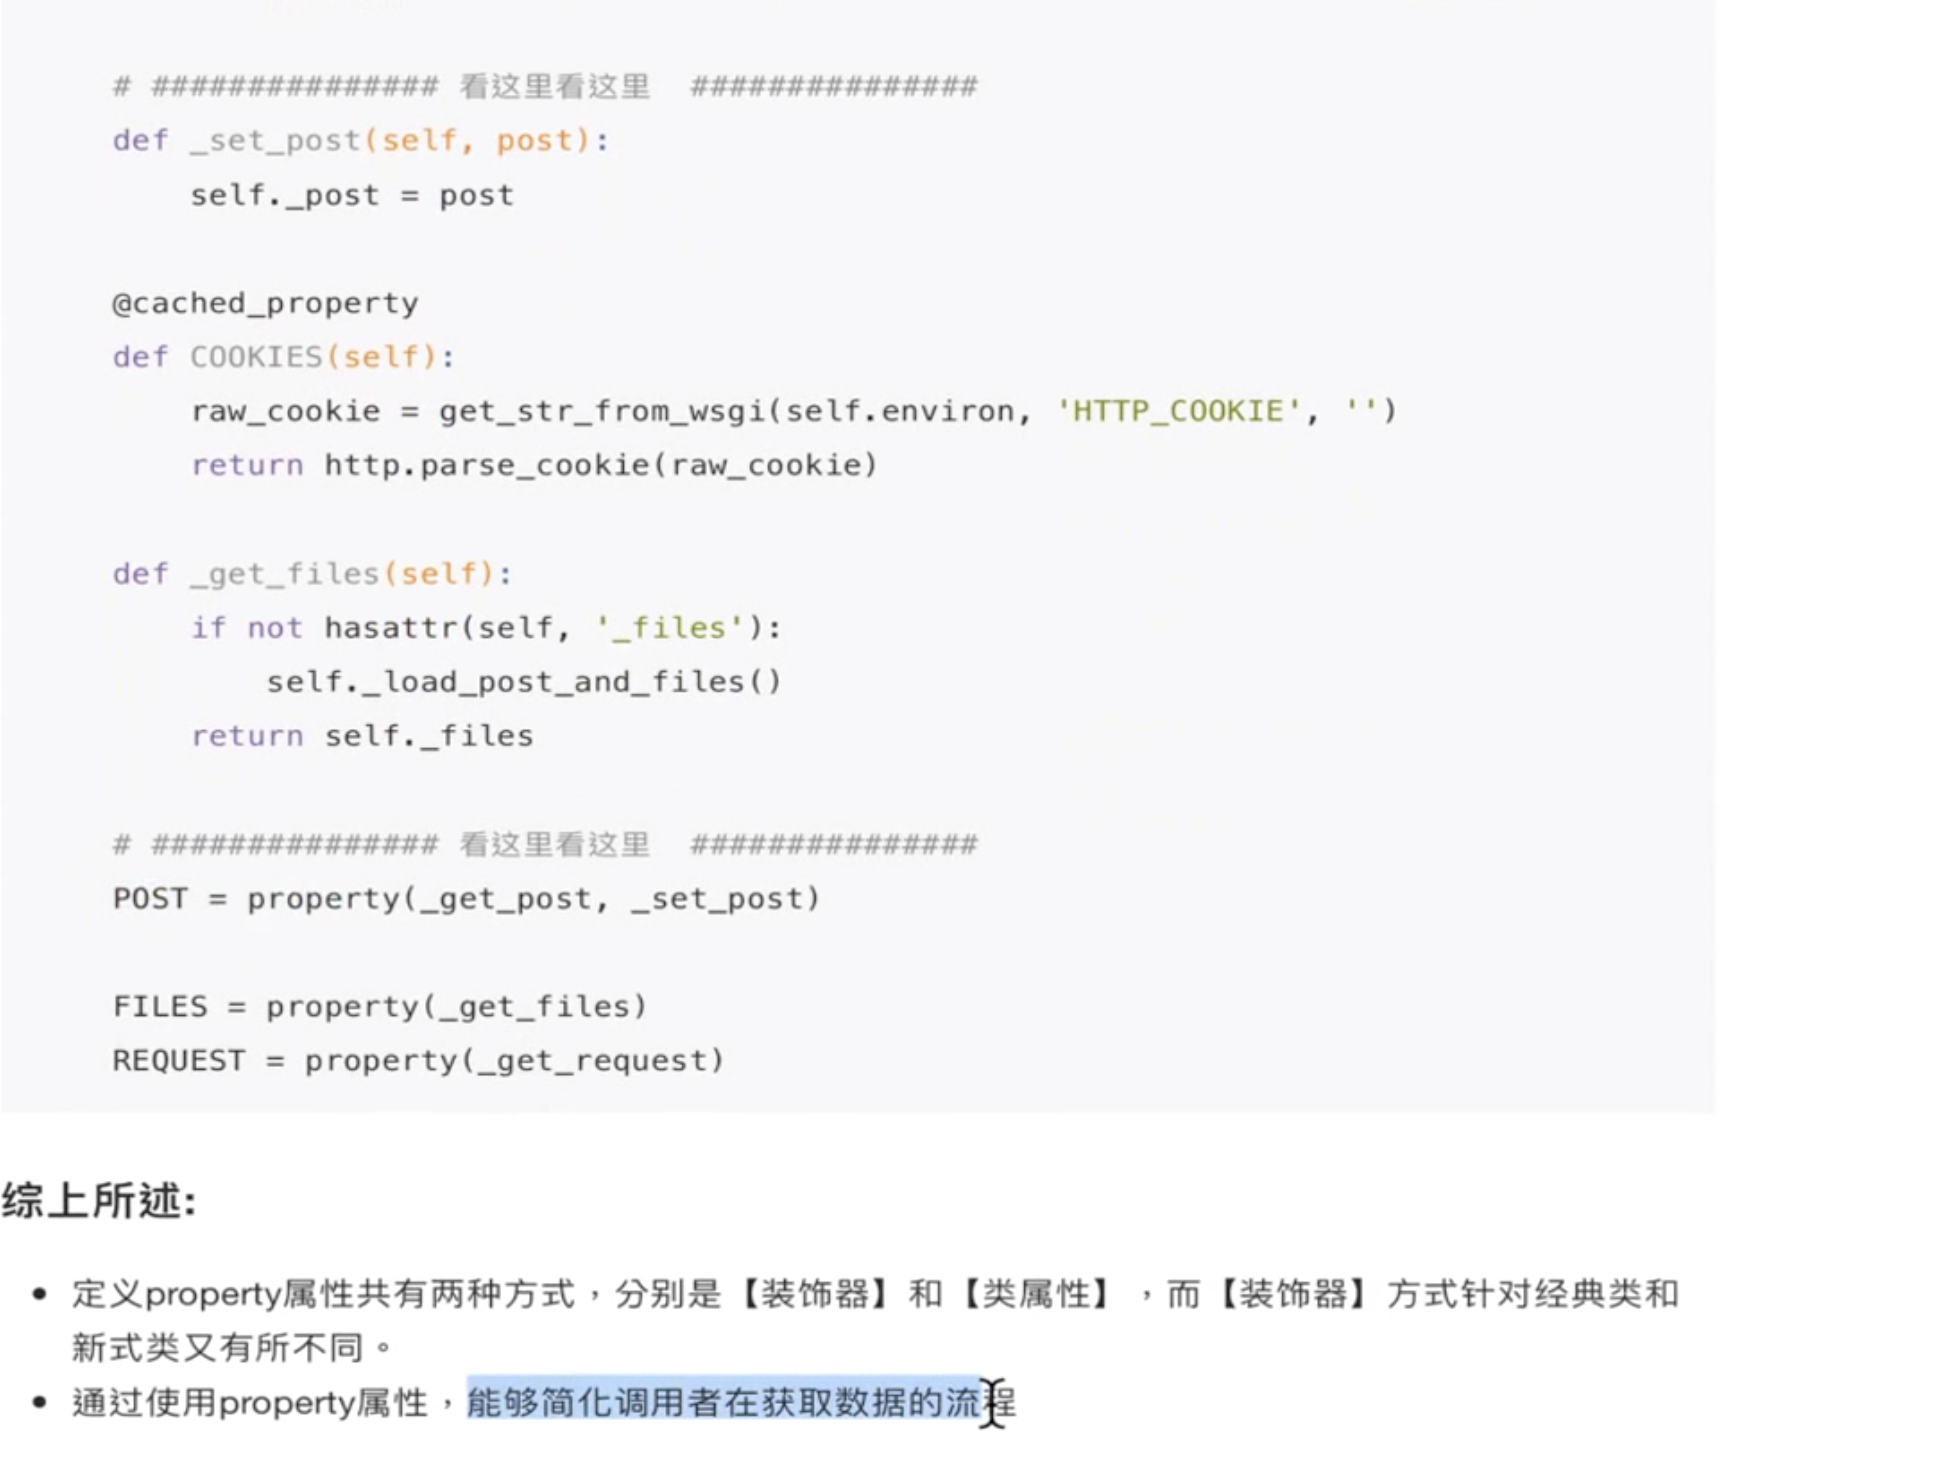 # ############### 看这里看这里  ###############
def _set_post(self, post):
    self._post = post
@cached_property
def COOKIES(self):
    raw_cookie = get_str_from_wsgi(self.environ, 'HTTP_COOKIE', '')
    return http.parse_cookie(raw_cookie)
def _get_files(self):
    if not hasattr(self, '_files'):
        self._load_post_and_files()
    return self._files
# ############### 看这里看这里  ###############
POST = property(_get_post, _set_post)
FILES = property(_get_files)
REQUEST = property(_get_request)
综上所述:
• 定义property属性共有两种方式，分别是【装饰器】和【类属性】，而【装饰器】方式针对经典类和
新式类又有所不同。
• 通过使用property属性，能够简化调用者在获取数据的流程